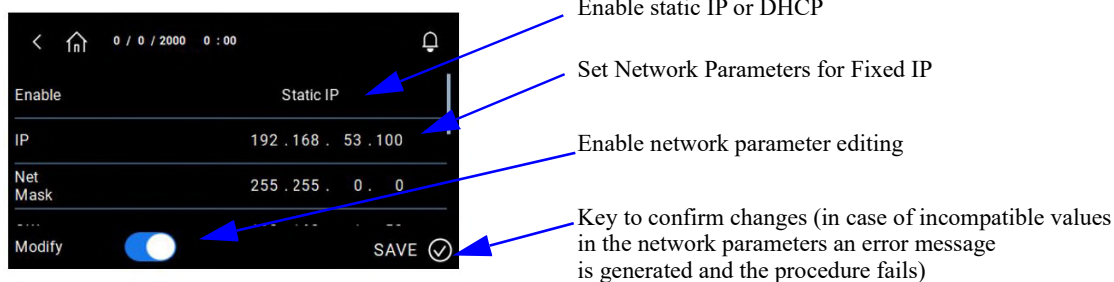 Enable static IP or DHCP
0 / 0 / 2000 0 : 00
Set Network Parameters for Fixed IP
Enable Static IP
IP 192 . 168 . 53 . 100
Enable network parameter editing
Net
Mask 255 . 255 . 0 . 0
Key to confirm changes (in case of incompatible values
in the network parameters an error message
is generated and the procedure fails)
Modify SAVE